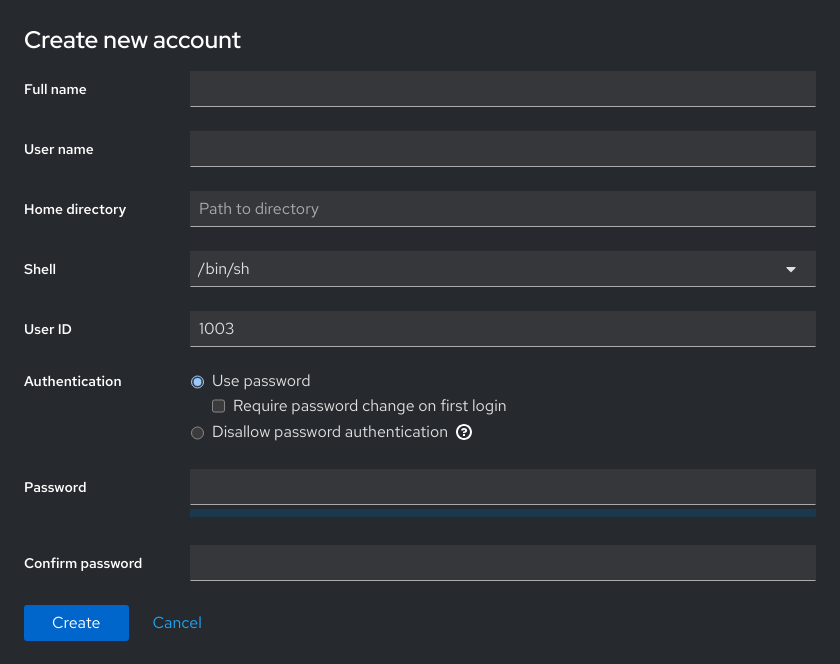 Create new account
Full name
User name
Home directory Path to directory
Shell /bin/sh
User ID 1003
Authentication Use password
Require password change on first login
Disallow password authentication ?
Password
Confirm password
Create Cancel